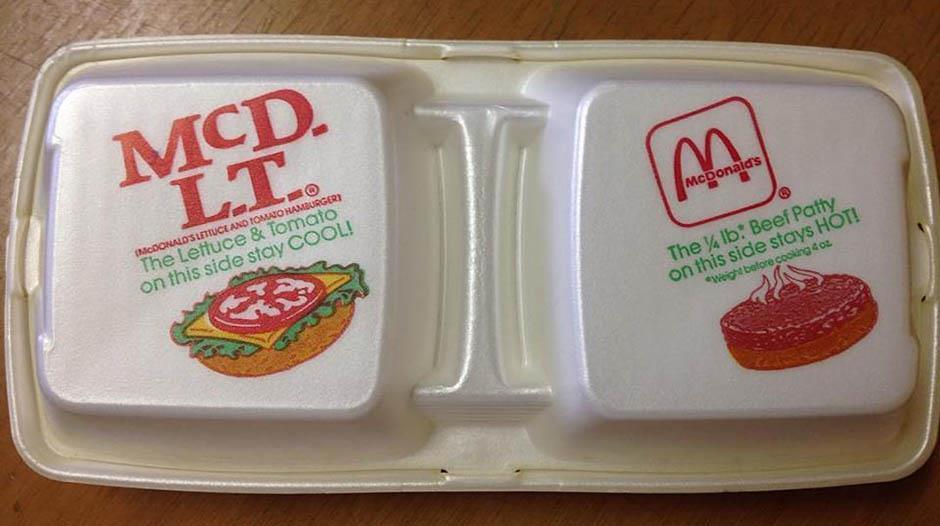 McD.
L.T.®
(McDONALD'S LETTUCE AND TOMATO HAMBURGER)
The Lettuce & Tomato
on this side stay COOL!
McDonald's
®
The ¼ lb*. Beef Patty
on this side stays HOT!
*Weight before cooking 4 oz.